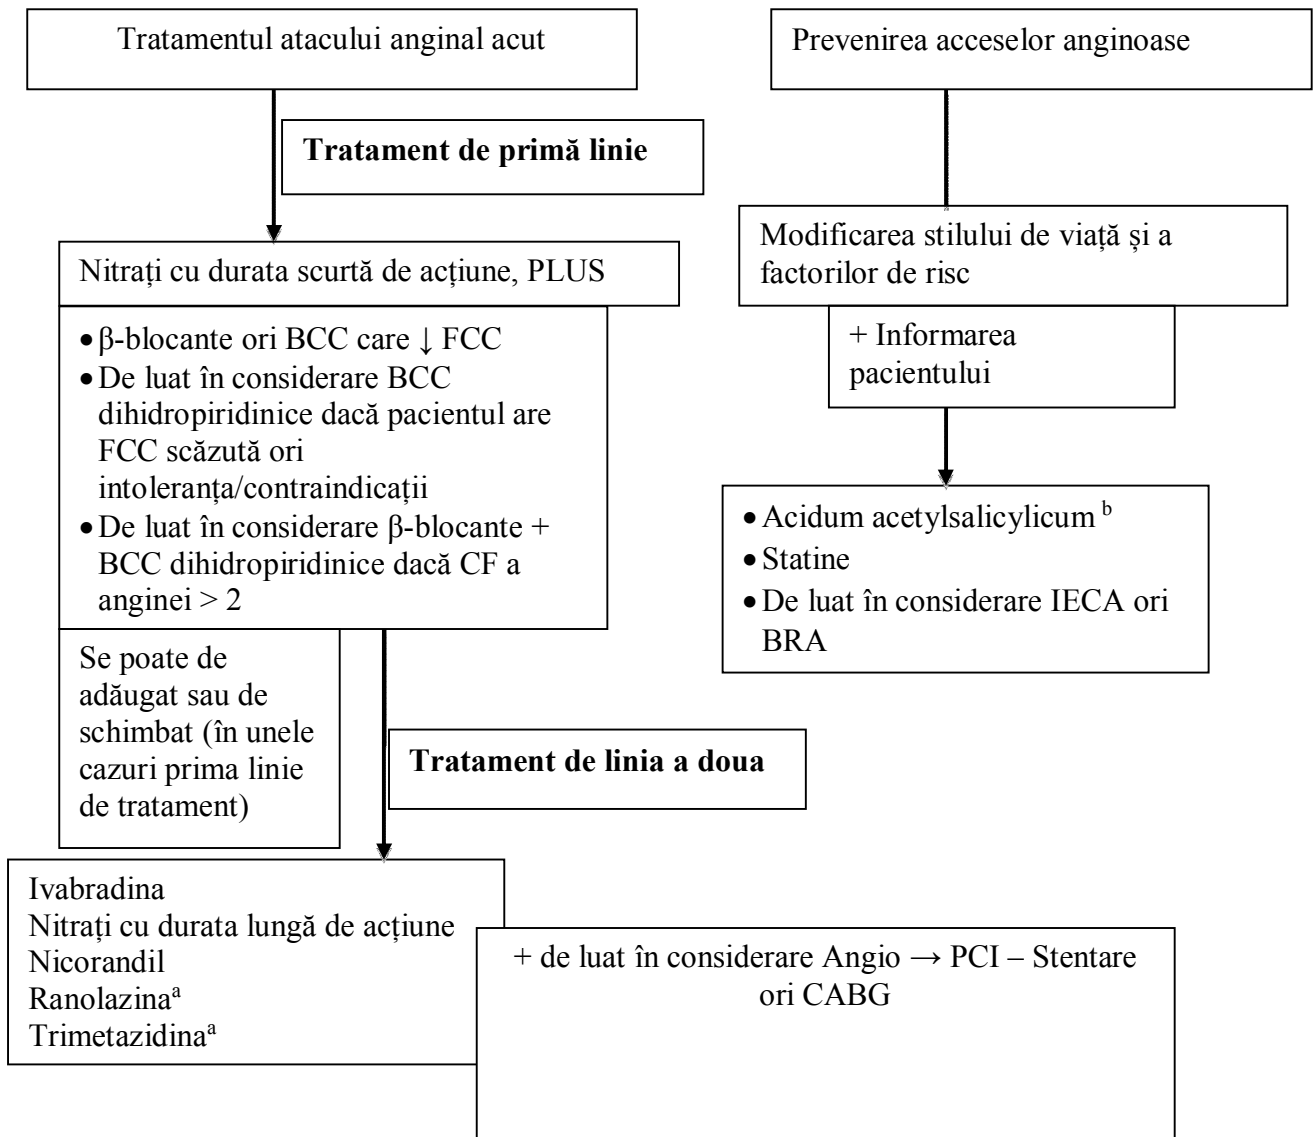 Tratamentul atacului anginal acut
Prevenirea acceselor anginoase
Tratament de primă linie
Nitrați cu durata scurtă de acțiune, PLUS
• β-blocante ori BCC care ↓ FCC
• De luat în considerare BCC
dihidropiridinice dacă pacientul are
FCC scăzută ori
intoleranța/contraindicații
• De luat în considerare β-blocante +
BCC dihidropiridinice dacă CF a
anginei > 2
Se poate de
adăugat sau de
schimbat (în unele
cazuri prima linie
de tratament)
Tratament de linia a doua
Ivabradina
Nitrați cu durata lungă de acțiune
Nicorandil
Ranolazinaᵃ
Trimetazidinaᵃ
+ de luat în considerare Angio → PCI – Stentare
ori CABG
Modificarea stilului de viață și a
factorilor de risc
+ Informarea
pacientului
• Acidum acetylsalicylicum ᵇ
• Statine
• De luat în considerare IECA ori
BRA